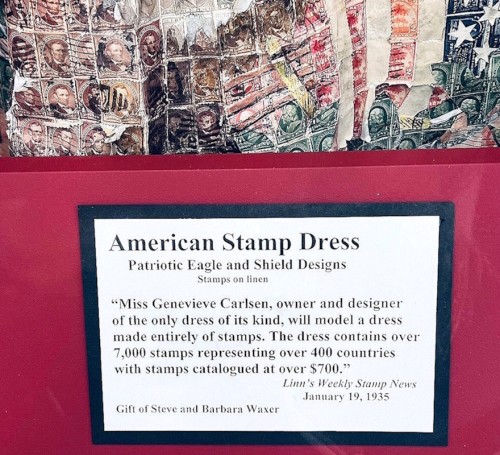 American Stamp Dress
Patriotic Eagle and Shield Designs
Stamps on linen
“Miss Genevieve Carlsen, owner and designer
of the only dress of its kind, will model a dress
made entirely of stamps. The dress contains over
7,000 stamps representing over 400 countries
with stamps catalogued at over $700.”
Linn’s Weekly Stamp News
January 19, 1935
Gift of Steve and Barbara Waxer